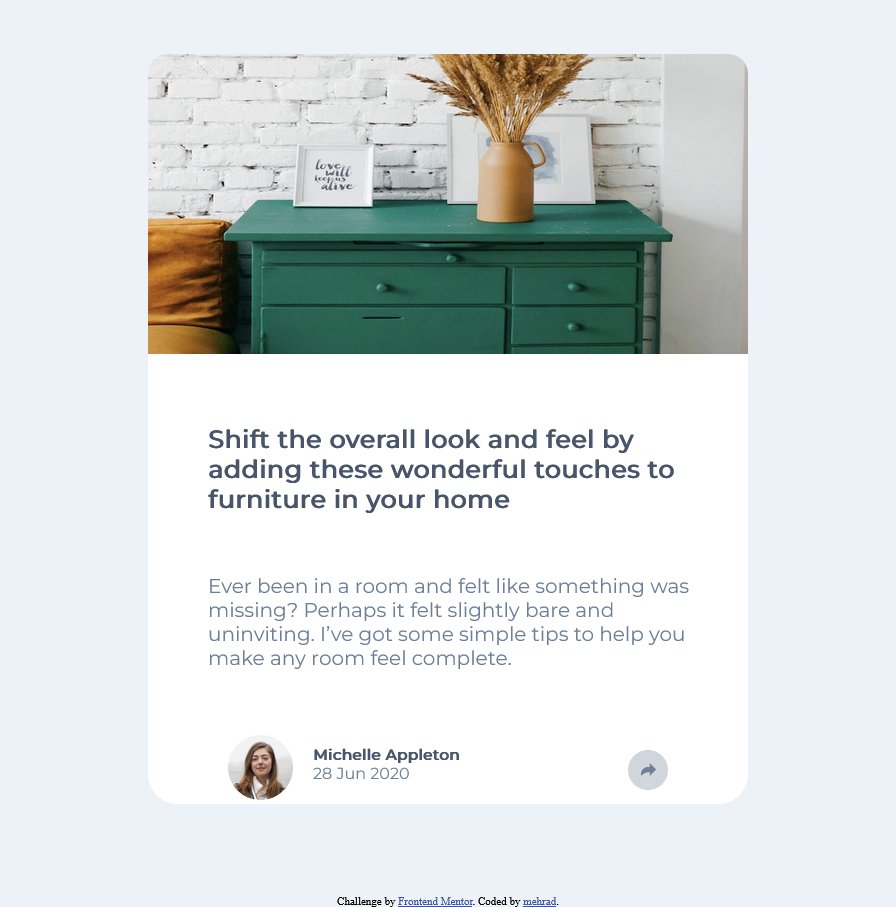 love
will
keep us
alive
Shift the overall look and feel by
adding these wonderful touches to
furniture in your home
Ever been in a room and felt like something was
missing? Perhaps it felt slightly bare and
uninviting. I’ve got some simple tips to help you
make any room feel complete.
Michelle Appleton
28 Jun 2020
Challenge by Frontend Mentor. Coded by mehrad.